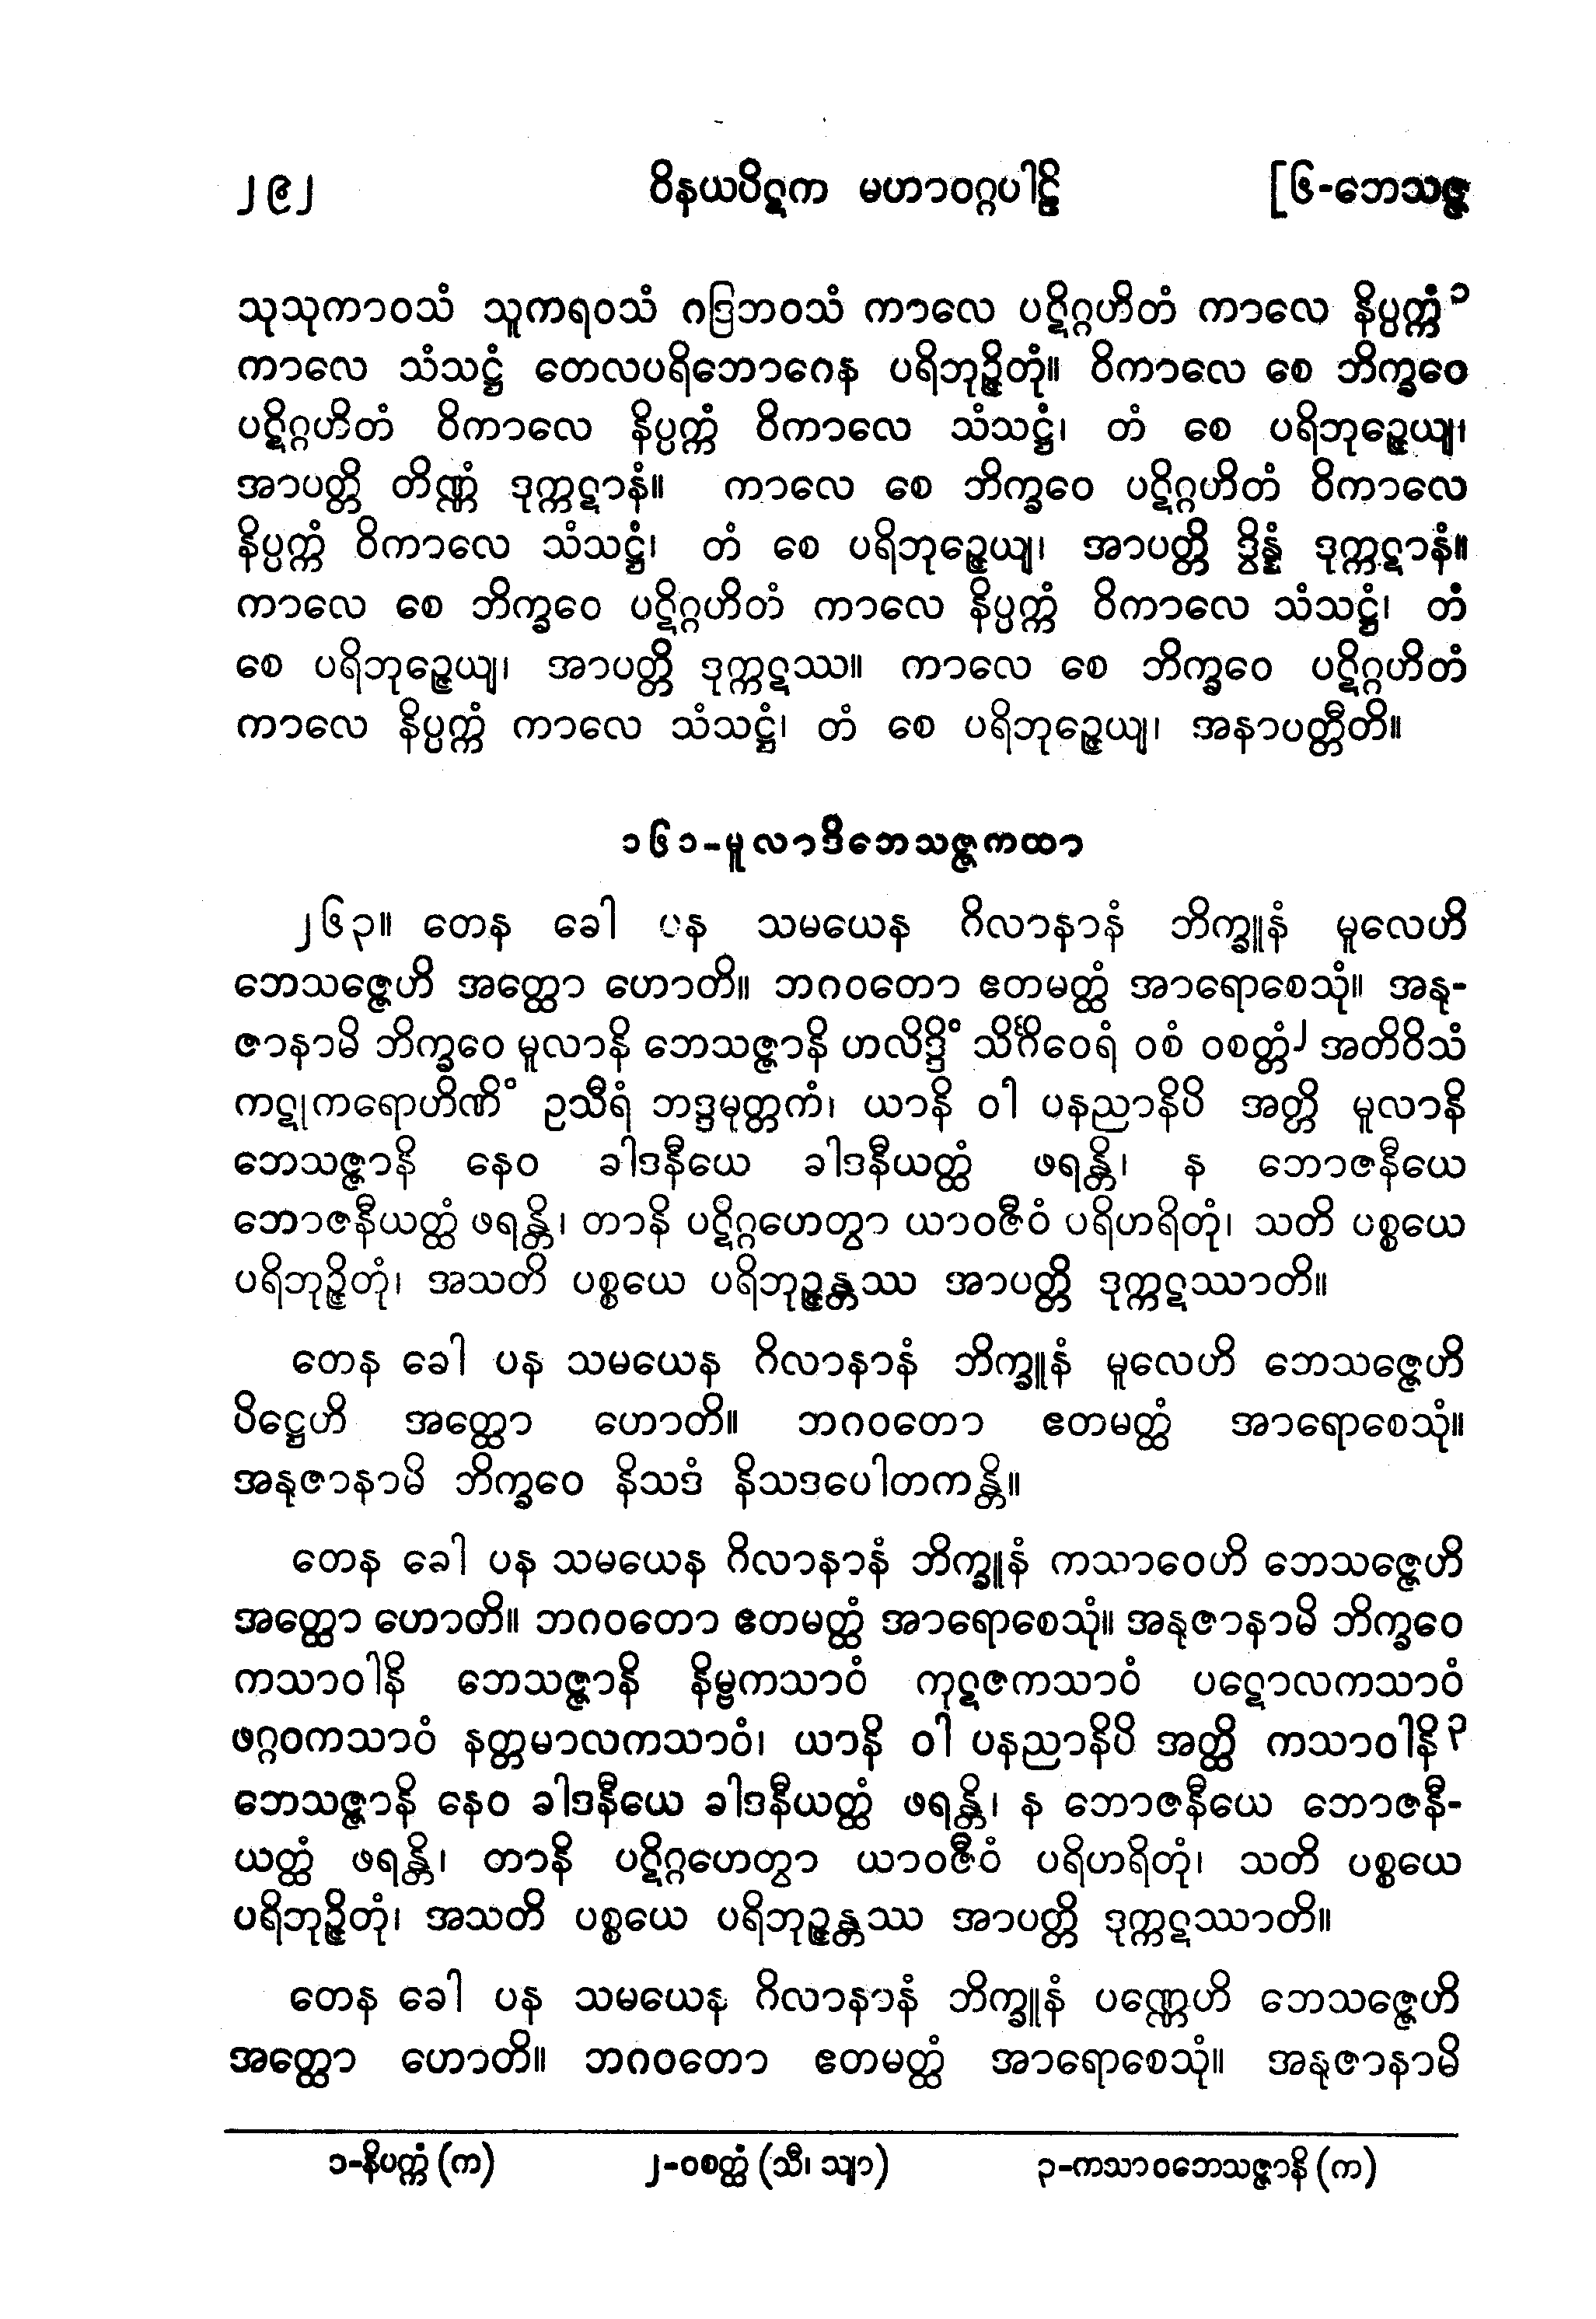 ၂၉၂ ဝိနယပိဋက မဟာဝဂ္ဂပါဠိ [၆-ဘေသဇ္ဇ
သုသုကာဝသံ သူကရဝသံ ဂဒြဘဝသံ ကာလေ ပဋိဂ္ဂဟိတံ ကာလေ နိပ္ပက္ကံ၁
ကာလေ သံသဋ္ဌံ တေလပရိဘောဂေန ပရိဘုဉ္ဇိတုံ။ ဝိကာလေ စေ ဘိက္ခဝေ
ပဋိဂ္ဂဟိတံ ဝိကာလေ နိပ္ပက္ကံ ဝိကာလေ သံသဋ္ဌံ၊ တံ စေ ပရိဘုဉ္ဇေယျ၊
အာပတ္တိ တိဏ္ဏံ ဒုက္ကဋာနံ။ ကာလေ စေ ဘိက္ခဝေ ပဋိဂ္ဂဟိတံ ဝိကာလေ
နိပ္ပက္ကံ ဝိကာလေ သံသဋ္ဌံ၊ တံ စေ ပရိဘုဉ္ဇေယျ၊ အာပတ္တိ ဒွိန္နံ ဒုက္ကဋာနံ။
ကာလေ စေ ဘိက္ခဝေ ပဋိဂ္ဂဟိတံ ကာလေ နိပ္ပက္ကံ ဝိကာလေ သံသဋ္ဌံ၊ တံ
စေ ပရိဘုဉ္ဇေယျ၊ အာပတ္တိ ဒုက္ကဋဿ။ ကာလေ စေ ဘိက္ခဝေ ပဋိဂ္ဂဟိတံ
ကာလေ နိပ္ပက္ကံ ကာလေ သံသဋ္ဌံ၊ တံ စေ ပရိဘုဉ္ဇေယျ၊ အနာပတ္တီတိ။
၁၆၁-မူလာဒိဘေသဇ္ဇကထာ
၂၆၃။ တေန ခေါ ပန သမယေန ဂိလာနာနံ ဘိက္ခူနံ မူလေဟိ
ဘေသဇ္ဇေဟိ အတ္ထော ဟောတိ။ ဘဂဝတော ဧတမတ္ထံ အာရောစေသုံ။ အနု-
ဇာနာမိ ဘိက္ခဝေ မူလာနိ ဘေသဇ္ဇာနိ ဟလိဒ္ဒိံ သိင်္ဂိဝေရံ ဝစံ ဝစတ္တံ၂ အတိဝိသံ
ကဋုကရောဟိဏိံ ဥသီရံ ဘဒ္ဒမုတ္တကံ၊ ယာနိ ဝါ ပနညာနိပိ အတ္ထိ မူလာနိ
ဘေသဇ္ဇာနိ နေဝ ခါဒနီယေ ခါဒနီယတ္ထံ ဖရန္တိ၊ န ဘောဇနီယေ
ဘောဇနီယတ္ထံ ဖရန္တိ၊ တာနိ ပဋိဂ္ဂဟေတွာ ယာဝဇီဝံ ပရိဟရိတုံ၊ သတိ ပစ္စယေ
ပရိဘုဉ္ဇိတုံ၊ အသတိ ပစ္စယေ ပရိဘုဉ္ဇန္တဿ အာပတ္တိ ဒုက္ကဋဿာတိ။
တေန ခေါ ပန သမယေန ဂိလာနာနံ ဘိက္ခူနံ မူလေဟိ ဘေသဇ္ဇေဟိ
ပိဋ္ဌေဟိ အတ္ထော ဟောတိ။ ဘဂဝတော ဧတမတ္ထံ အာရောစေသုံ။
အနုဇာနာမိ ဘိက္ခဝေ နိသဒံ နိသဒပေါတကန္တိ။
တေန ခေါ ပန သမယေန ဂိလာနာနံ ဘိက္ခူနံ ကသာဝေဟိ ဘေသဇ္ဇေဟိ
အတ္ထော ဟောတိ။ ဘဂဝတော ဧတမတ္ထံ အာရောစေသုံ။ အနုဇာနာမိ ဘိက္ခဝေ
ကသာဝါနိ ဘေသဇ္ဇာနိ နိမ္ဗကသာဝံ ကုဋဇကသာဝံ ပဋောလကသာဝံ
ဖဂ္ဂဝကသာဝံ နတ္တမာလကသာဝံ၊ ယာနိ ဝါ ပနညာနိပိ အတ္ထိ ကသာဝါနိ၃
ဘေသဇ္ဇာနိ နေဝ ခါဒနီယေ ခါဒနီယတ္ထံ ဖရန္တိ၊ န ဘောဇနီယေ ဘောဇနီ-
ယတ္ထံ ဖရန္တိ၊ တာနိ ပဋိဂ္ဂဟေတွာ ယာဝဇီဝံ ပရိဟရိတုံ၊ သတိ ပစ္စယေ
ပရိဘုဉ္ဇိတုံ၊ အသတိ ပစ္စယေ ပရိဘုဉ္ဇန္တဿ အာပတ္တိ ဒုက္ကဋဿာတိ။
တေန ခေါ ပန သမယေန ဂိလာနာနံ ဘိက္ခူနံ ပဏ္ဏေဟိ ဘေသဇ္ဇေဟိ
အတ္ထော ဟောတိ။ ဘဂဝတော ဧတမတ္ထံ အာရောစေသုံ။ အနုဇာနာမိ
၁-နိပက္ကံ (က) ၂-ဝစတ္ထံ (သီ၊ သျာ) ၃-ကသာဝဘေသဇ္ဇာနိ (က)